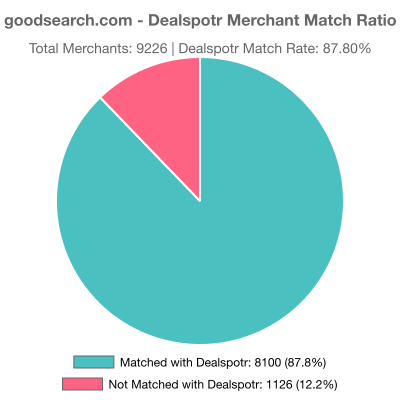 goodsearch.com - Dealspotr Merchant Match Ratio
Total Merchants: 9226 | Dealspotr Match Rate: 87.80%
Matched with Dealspotr: 8100 (87.8%)
Not Matched with Dealspotr: 1126 (12.2%)